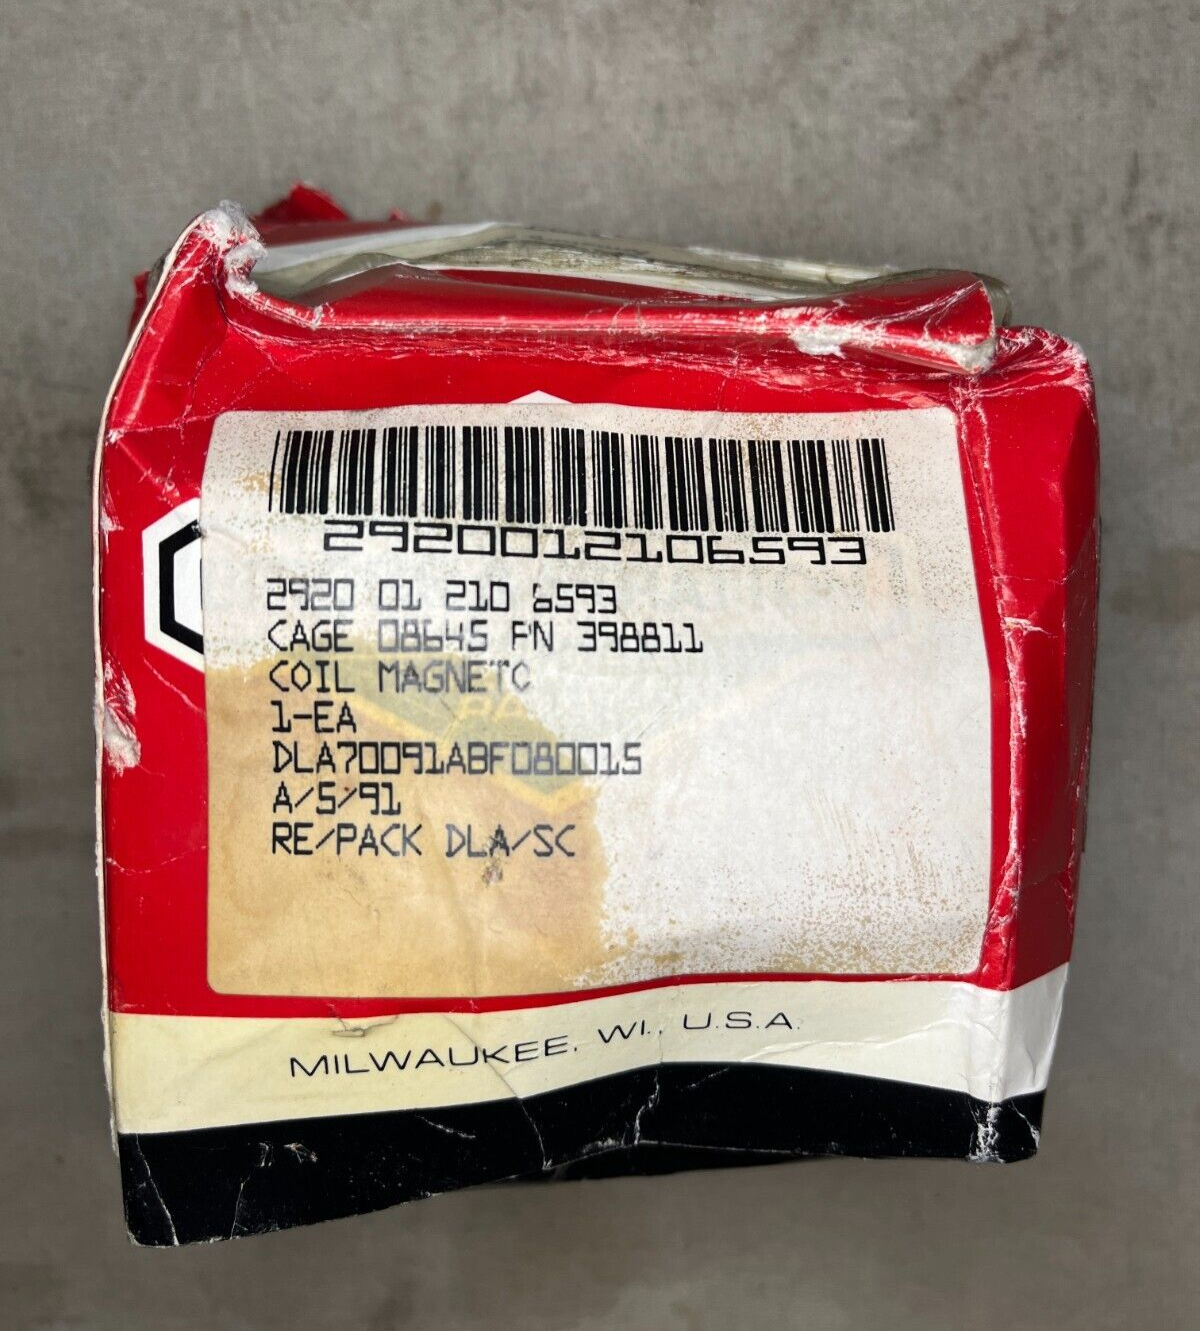 2920012106593
2920 01 210 6593
CAGE 08645 PN 398811
COIL MAGNETO
1-EA
DLA70091ABF080015
A/5/91
RE/PACK DLA/SC
MILWAUKEE, WI., U.S.A.